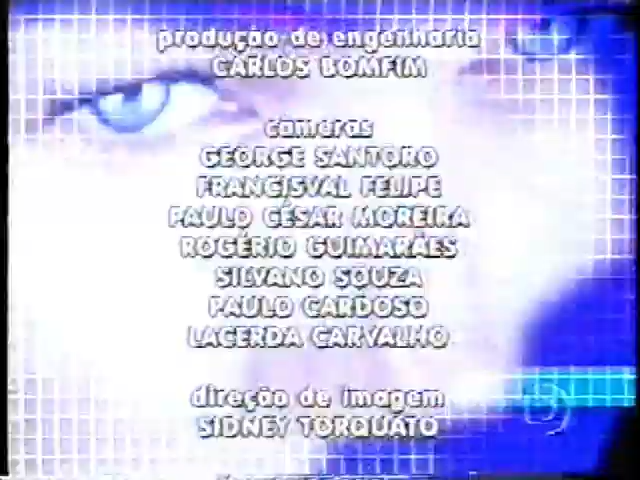 produção de engenharia
CARLOS BOMFIM
cameras
GEORGE SANTORO
FRANCISVAL FELIPE
PAULO CÉSAR MOREIRA
ROGÉRIO GUIMARÃES
SILVANO SOUZA
PAULO CARDOSO
LACERDA CARVALHO
direção de imagem
SIDNEY TORQUATO